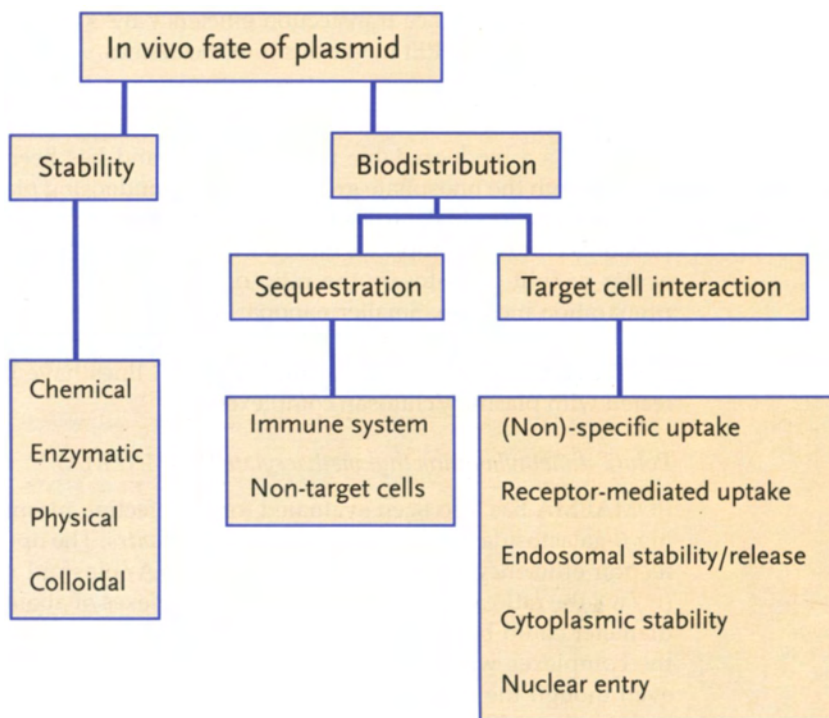 In vivo fate of plasmid
Stability
Biodistribution
Sequestration
Target cell interaction
Chemical
Enzymatic
Physical
Colloidal
Immune system
Non-target cells
(Non)-specific uptake
Receptor-mediated uptake
Endosomal stability/release
Cytoplasmic stability
Nuclear entry